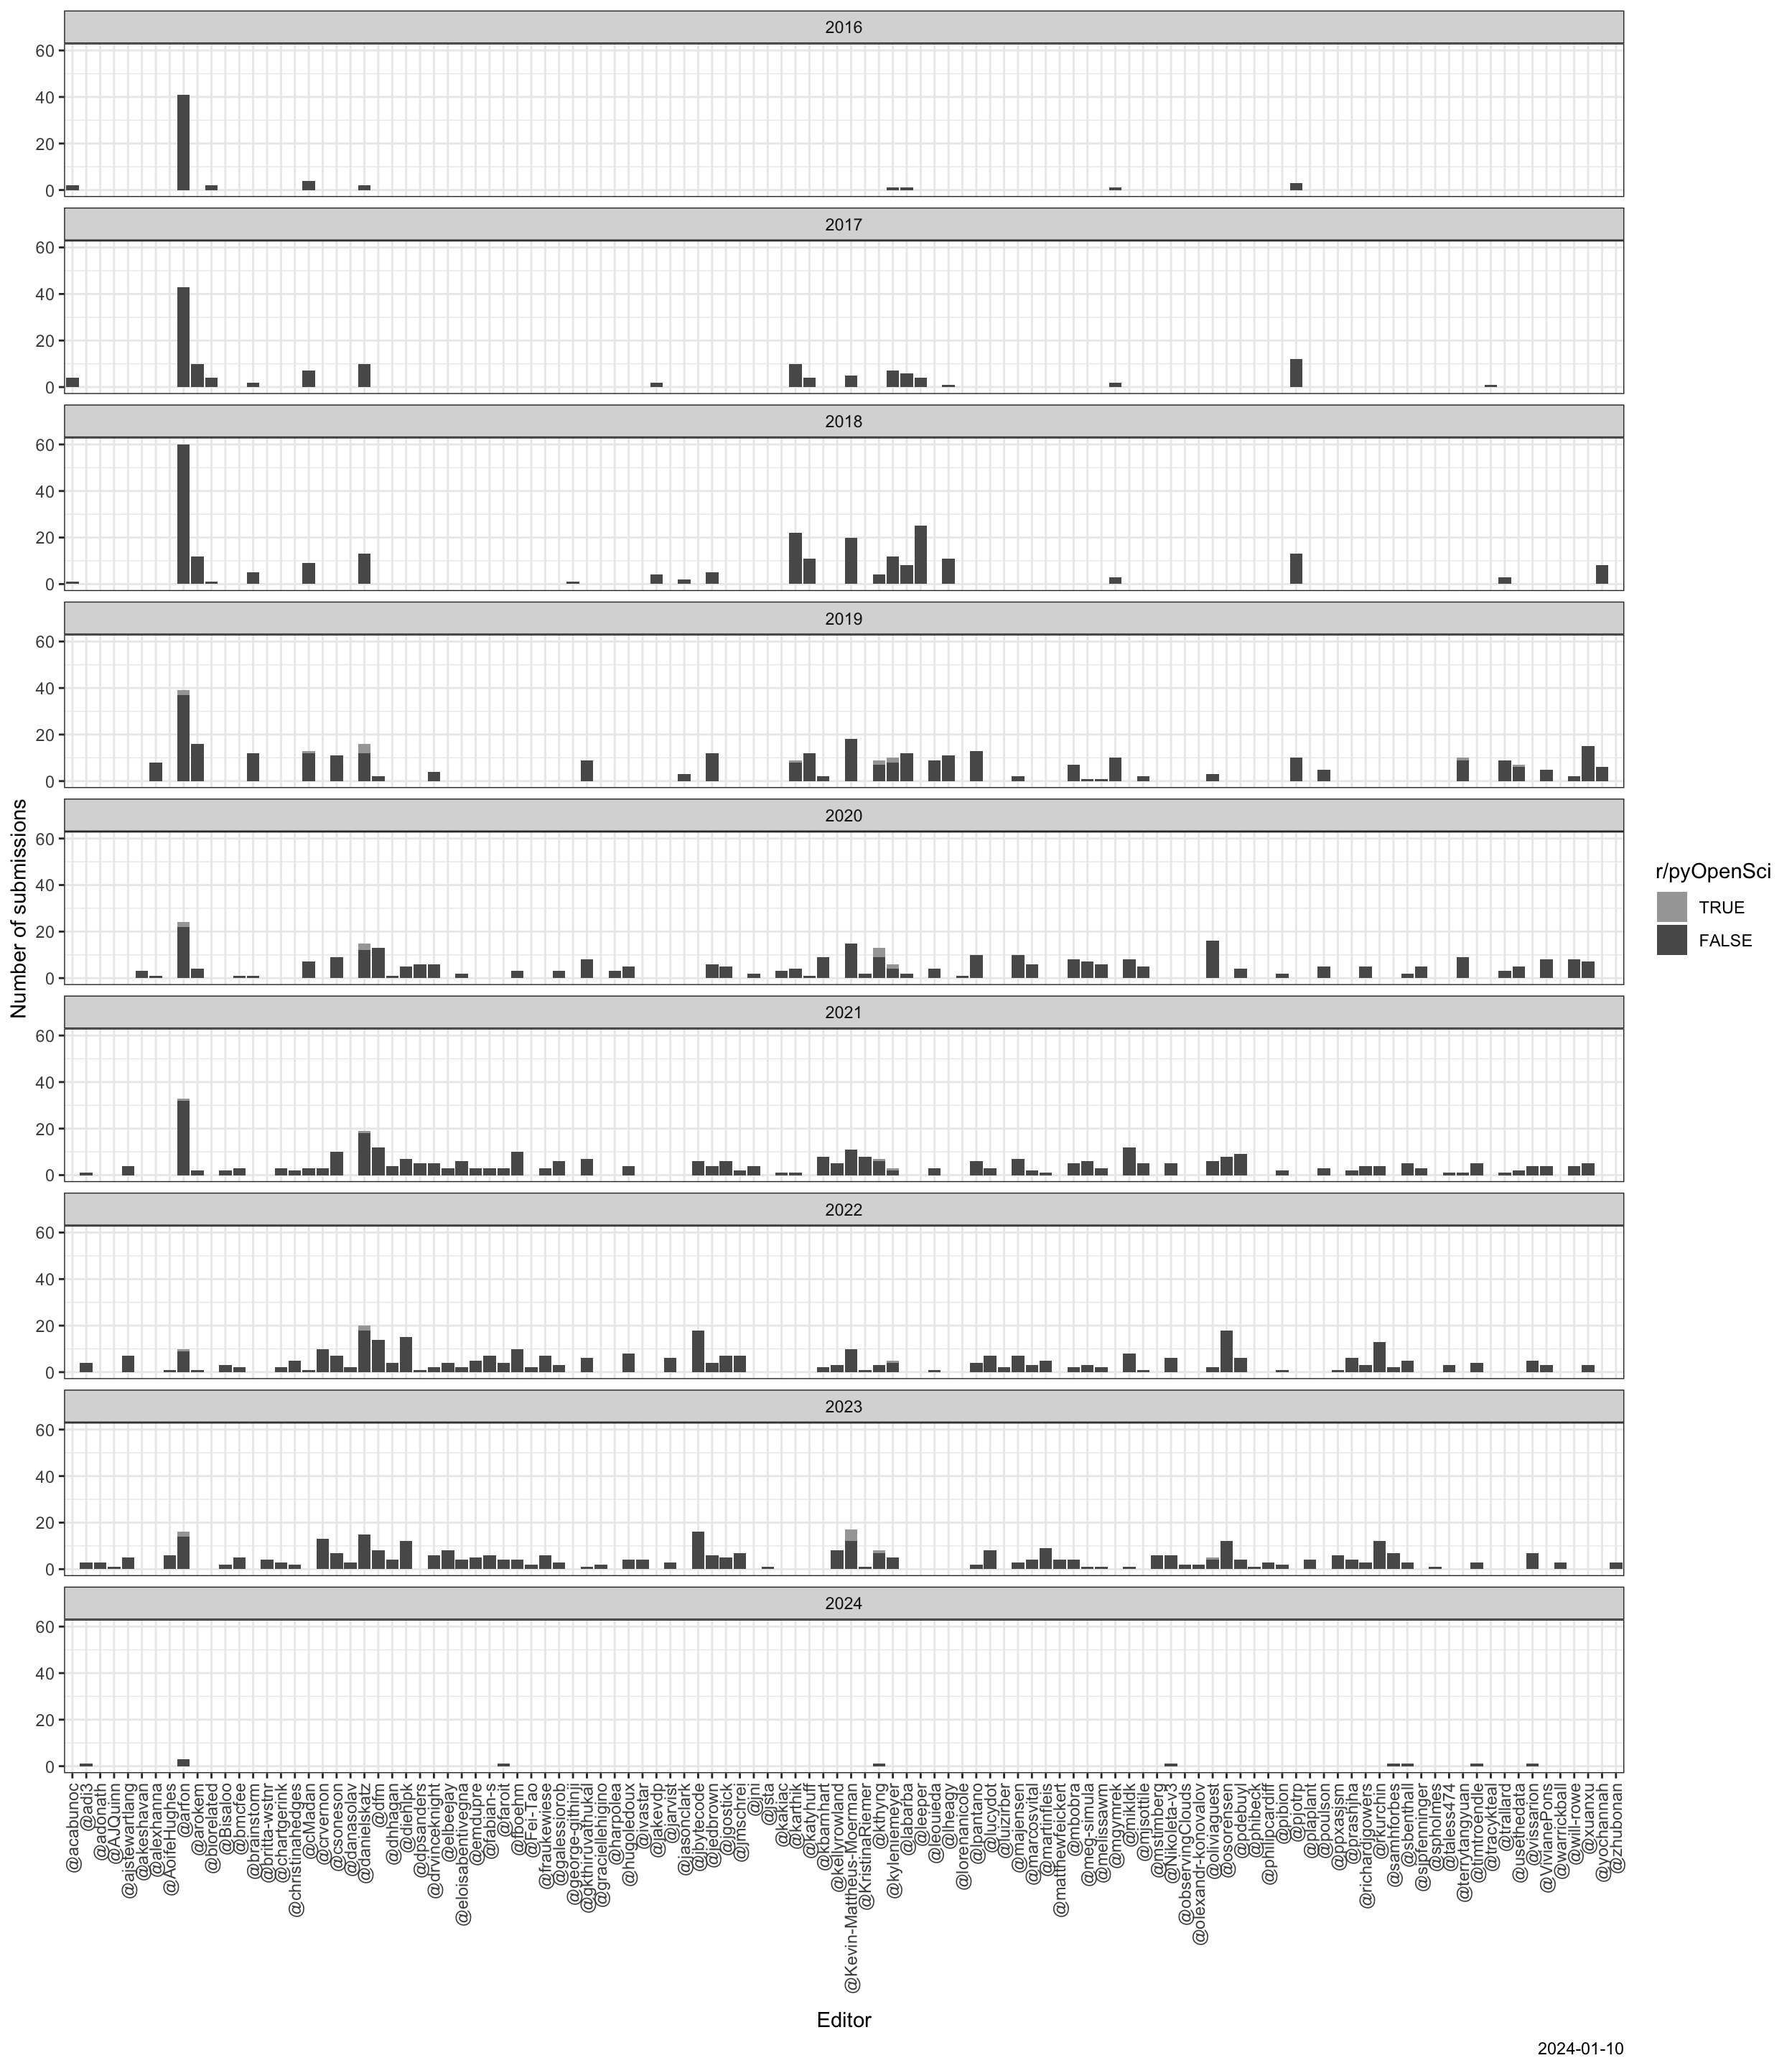 2016
60
40
20
0
2017
60
40
20
0
2018
60
40
20
0
2019
60
40
20
0
2020
60
40
20
0
2021
60
40
20
0
2022
60
40
20
0
2023
60
40
20
0
2024
60
40
20
0
Number of submissions
r/pyOpenSci
TRUE
FALSE
@acabunoc
@adi3
@adonath
@AJQuinn
@ajstewartlang
@akeshavan
@alexhanna
@AoifeHughes
@arfon
@arokem
@biorelated
@Bisaloo
@bmcfee
@brainstorm
@britta-wstnr
@chartgerink
@christinahedges
@cMadan
@crvernon
@csoneson
@danasolav
@danielskatz
@dfm
@dhhagan
@diehlpk
@dpsanders
@drvinceknight
@elbeejay
@eloisabentivegna
@emdupre
@fabian-s
@faroit
@fboehm
@Fei-Tao
@fraukewiese
@galessiorob
@george-githinji
@gkthiruvathukal
@graciellehigino
@harpolea
@hugoledoux
@ivastar
@jakevdp
@jarvist
@jasonclark
@jbytecode
@jedbrown
@jgostick
@jmschrei
@jni
@jsta
@kakiac
@karthik
@katyhuff
@kbarnhart
@kellyrowland
@Kevin-Mattheus-Moerman
@KristinaRiemer
@kthyng
@kyleniemeyer
@labarba
@leeper
@leouieda
@lheagy
@lorenanicole
@lpantano
@lucydot
@luizirber
@majensen
@marcosvital
@martinfleis
@matthewfeickert
@mbobra
@meg-simula
@melissawm
@mgymrek
@mikldk
@mjsottile
@mstimberg
@Nikoleta-v3
@observingClouds
@olexandr-konovalov
@oliviaguest
@osorensen
@pdebuyl
@phibeck
@philipcardiff
@pibion
@pjotrp
@plaplant
@poulson
@ppxasjsm
@prashjha
@richardjgowers
@rkurchin
@samhforbes
@sbenthall
@sjpfenninger
@spholmes
@taless474
@terrytangyuan
@timtroendle
@tracykteal
@trallard
@usethedata
@vissarion
@VivianePons
@warrickball
@will-rowe
@xuanxu
@yochannah
@zhubonan
Editor
2024-01-10